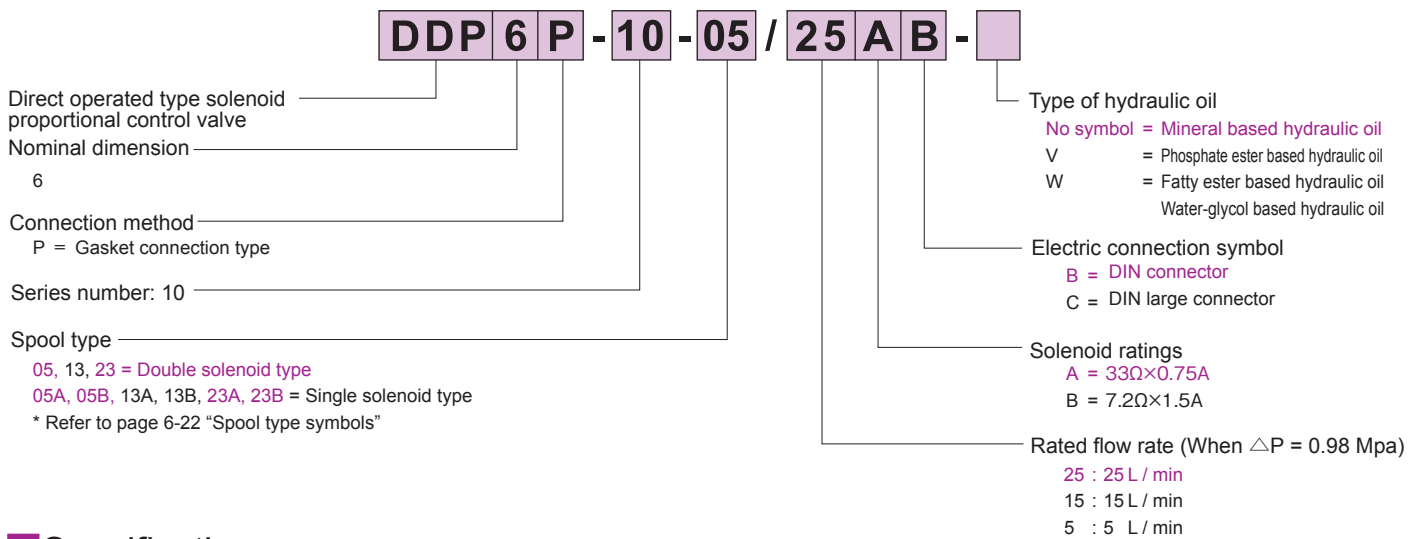 DDP 6 P - 10 - 05 / 25 A B -
Direct operated type solenoid
proportional control valve
Nominal dimension
6
Connection method
P = Gasket connection type
Series number: 10
Spool type
05, 13, 23 = Double solenoid type
05A, 05B, 13A, 13B, 23A, 23B = Single solenoid type
* Refer to page 6-22 “Spool type symbols”
Type of hydraulic oil
No symbol = Mineral based hydraulic oil
V = Phosphate ester based hydraulic oil
W = Fatty ester based hydraulic oil
Water-glycol based hydraulic oil
Electric connection symbol
B = DIN connector
C = DIN large connector
Solenoid ratings
A = 33Ω×0.75A
B = 7.2Ω×1.5A
Rated flow rate (When △P = 0.98 Mpa)
25 : 25 L / min
15 : 15 L / min
5 : 5 L / min